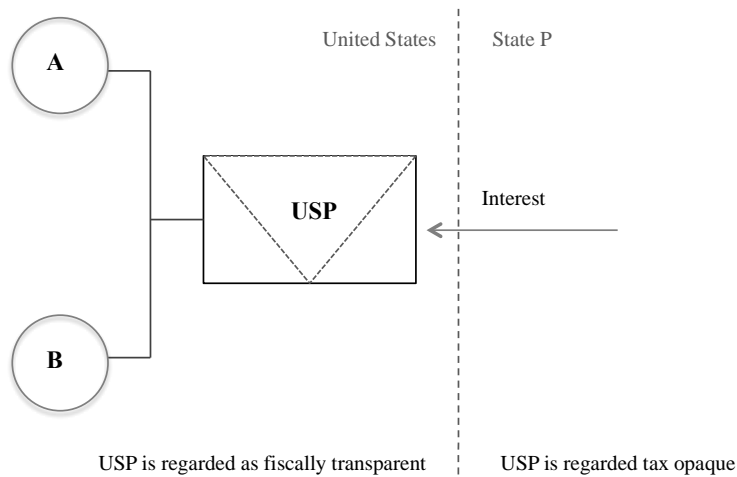 United States
State P
A
Interest
USP
B
USP is regarded as fiscally transparent
USP is regarded tax opaque